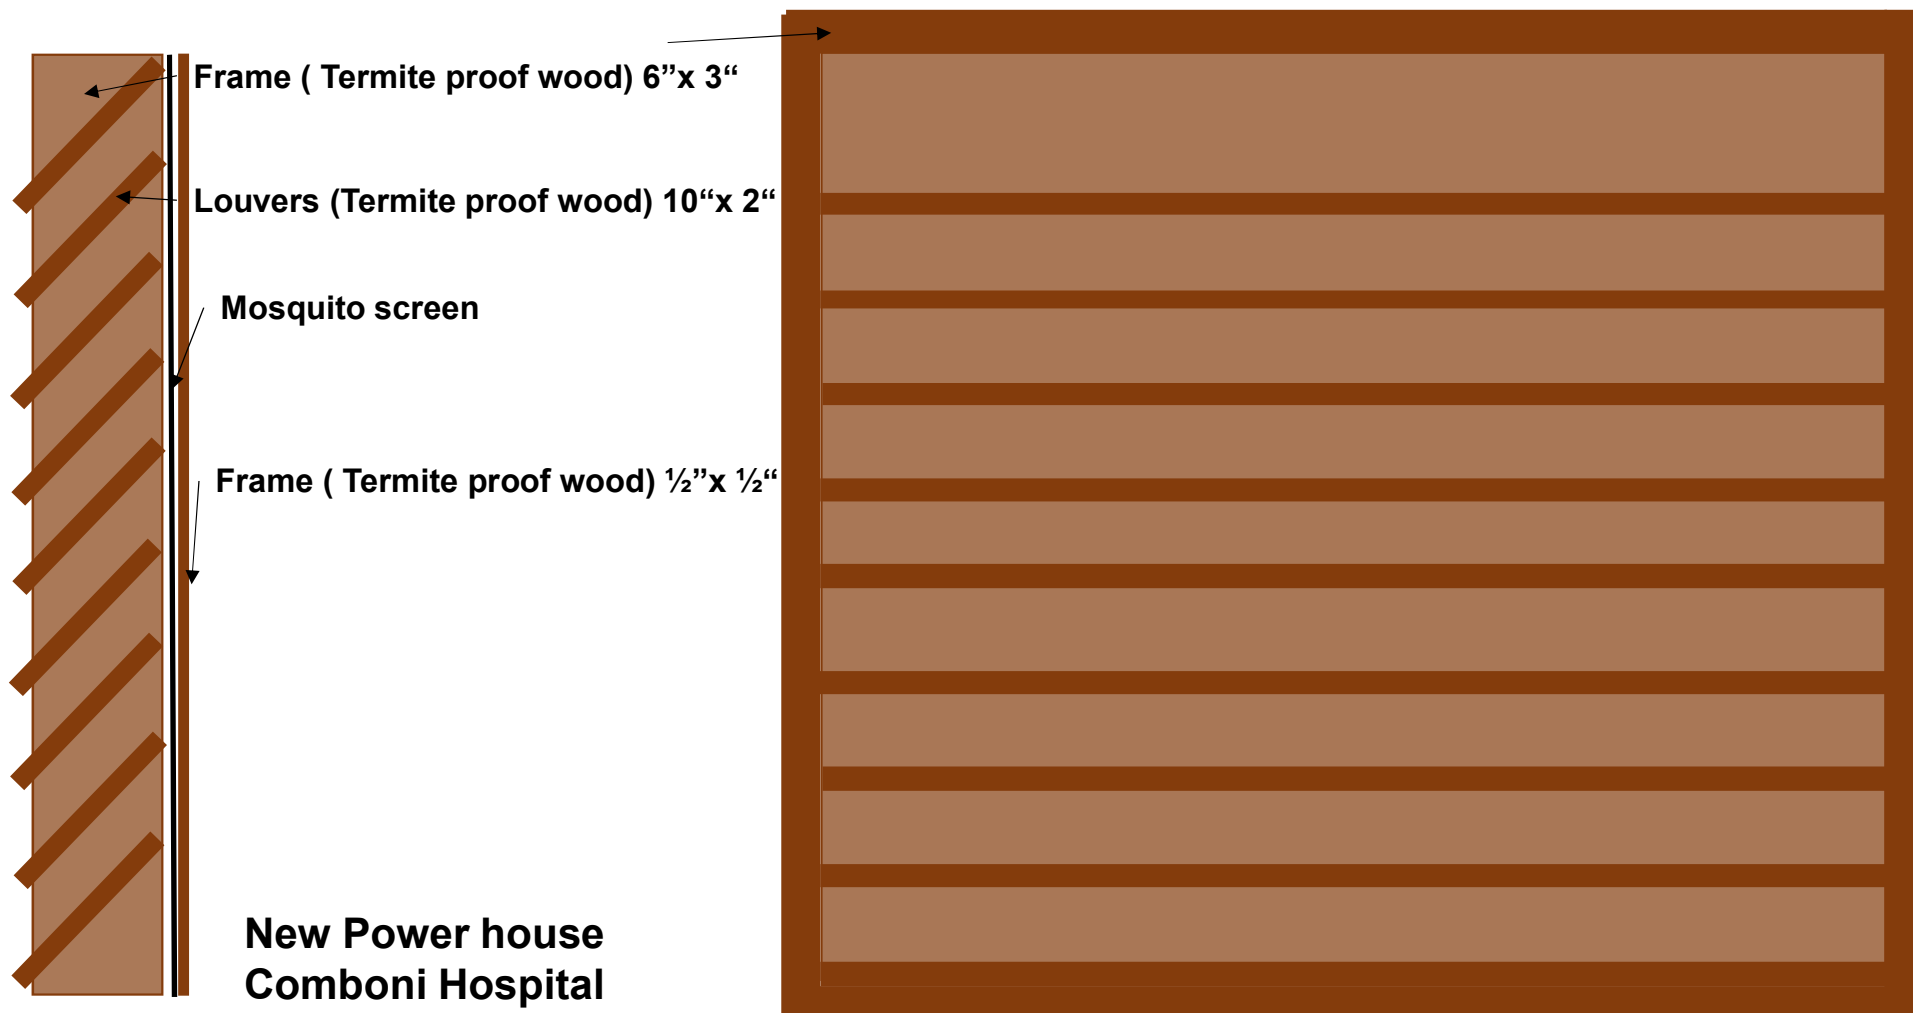 Frame ( Termite proof wood) 6”x 3“
Louvers (Termite proof wood) 10“x 2“
Mosquito screen
Frame ( Termite proof wood) ½”x ½“
New Power house
Comboni Hospital